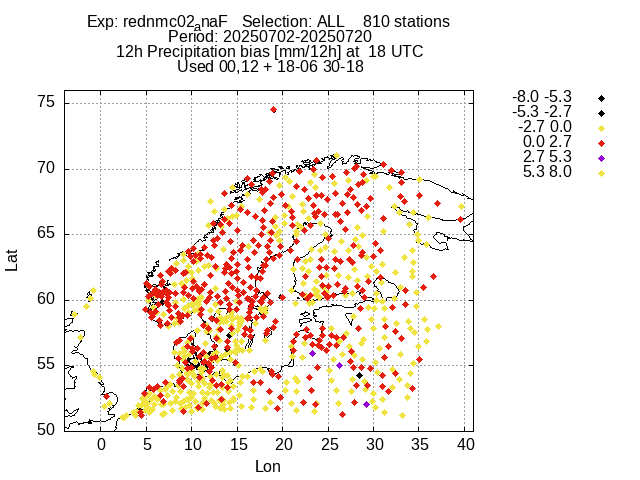 Exp: rednmc02anaF Selection: ALL 810 stations
Period: 20250702-20250720
12h Precipitation bias [mm/12h] at 18 UTC
Used 00,12 + 18-06 30-18
-8.0 -5.3
-5.3 -2.7
-2.7 0.0
0.0 2.7
2.7 5.3
5.3 8.0
75
70
65
60
55
50
Lat
0 5 10 15 20 25 30 35 40
Lon